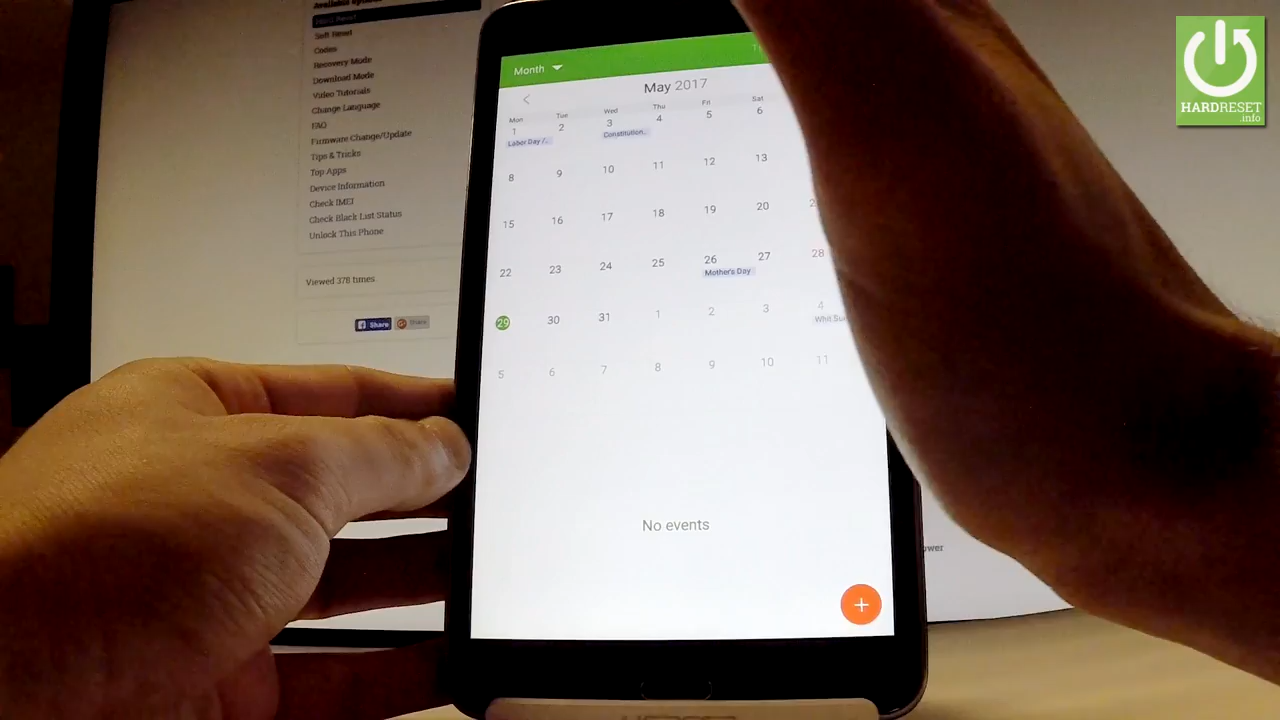 Hard Reset
Soft Reset
Codes
Recovery Mode
Download Mode
Video Tutorials
Change Language
FAQ
Firmware Change/Update
Tips & Tricks
Top Apps
Device Information
Check IMEI
Check Black List Status
Unlock This Phone
Viewed 378 times
Share
Share
Month
May 2017
Mon Tue Wed Thu Fri Sat
1 2 3 4 5 6
Labor Day /.. Constitution..
8 9 10 11 12 13
15 16 17 18 19 20
22 23 24 25 26 27 28
Mother's Day
29 30 31 1 2 3 4
5 6 7 8 9 10 11
No events
+
HARDRESET
.info